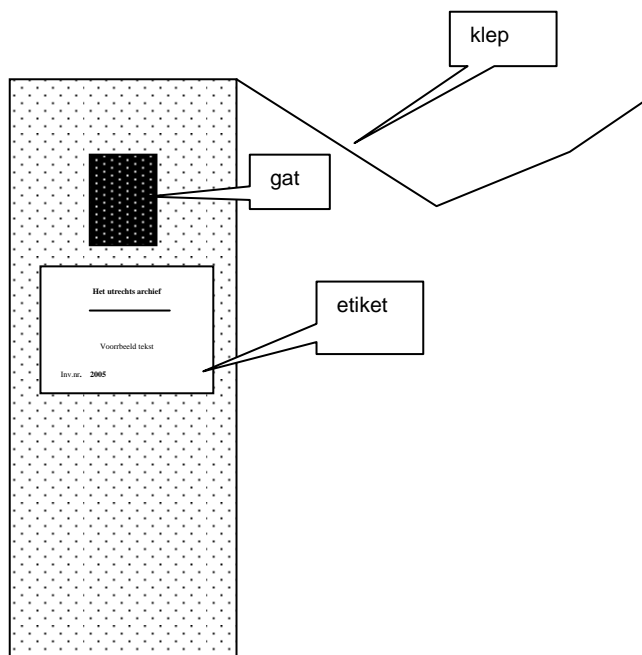 klep
gat
Het utrechts archief
etiket
Voorrbeeld tekst
Inv.nr. 2005